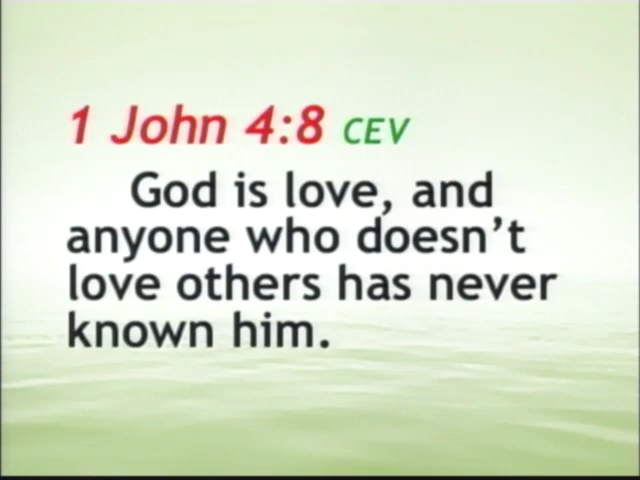 1 John 4:8 CEV
God is love, and
anyone who doesn’t
love others has never
known him.